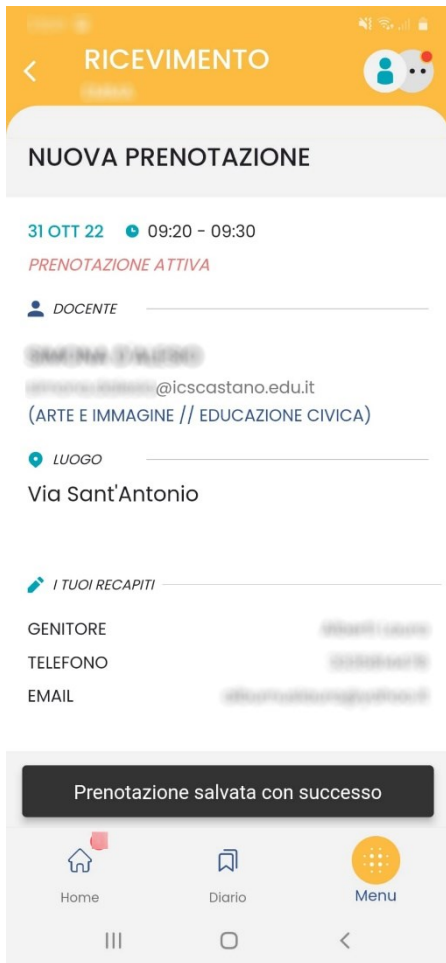 RICEVIMENTO
NUOVA PRENOTAZIONE
31 OTT 22 09:20 - 09:30
PRENOTAZIONE ATTIVA
DOCENTE
@icscastano.edu.it
(ARTE E IMMAGINE // EDUCAZIONE CIVICA)
LUOGO
Via Sant'Antonio
I TUOI RECAPITI
GENITORE
TELEFONO
EMAIL
Prenotazione salvata con successo
Home Diario Menu